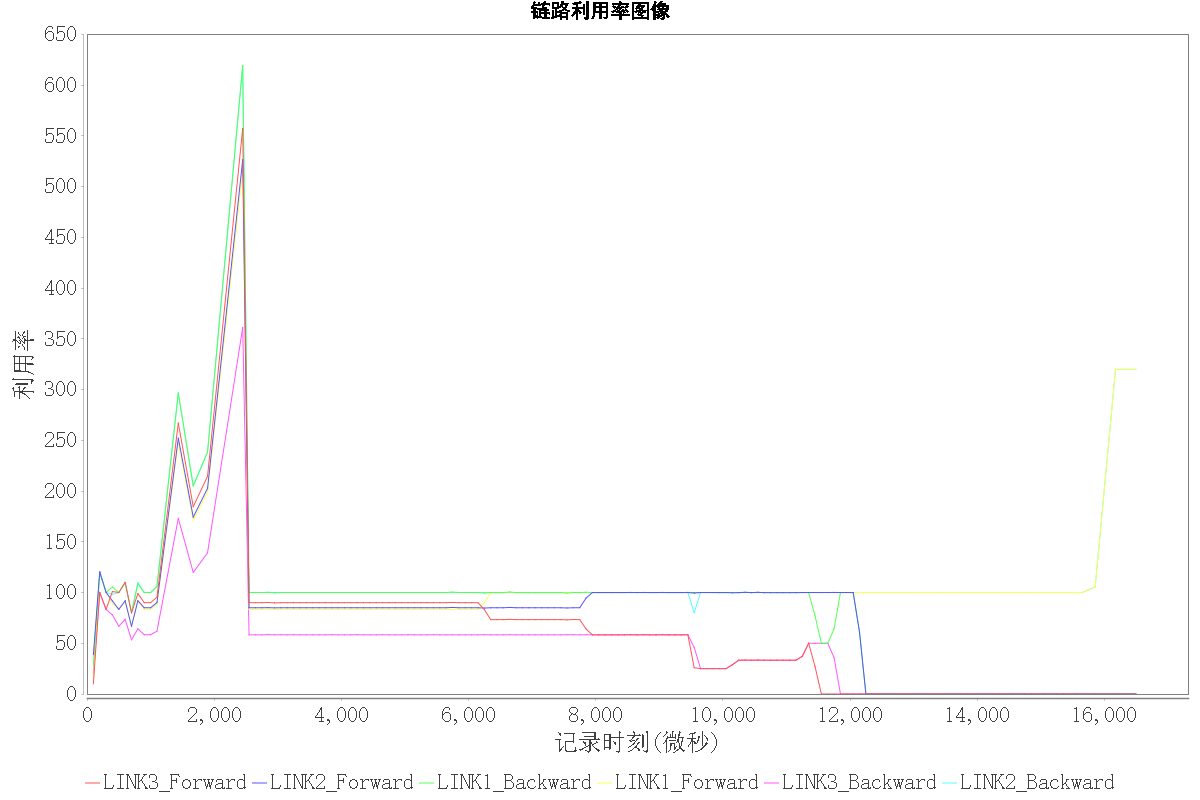 链路利用率图像
650
600
550
500
450
400
350
300
250
200
150
100
50
0
利用率
0 2,000 4,000 6,000 8,000 10,000 12,000 14,000 16,000
记录时刻(微秒)
LINK3_Forward LINK2_Forward LINK1_Backward LINK1_Forward LINK3_Backward LINK2_Backward